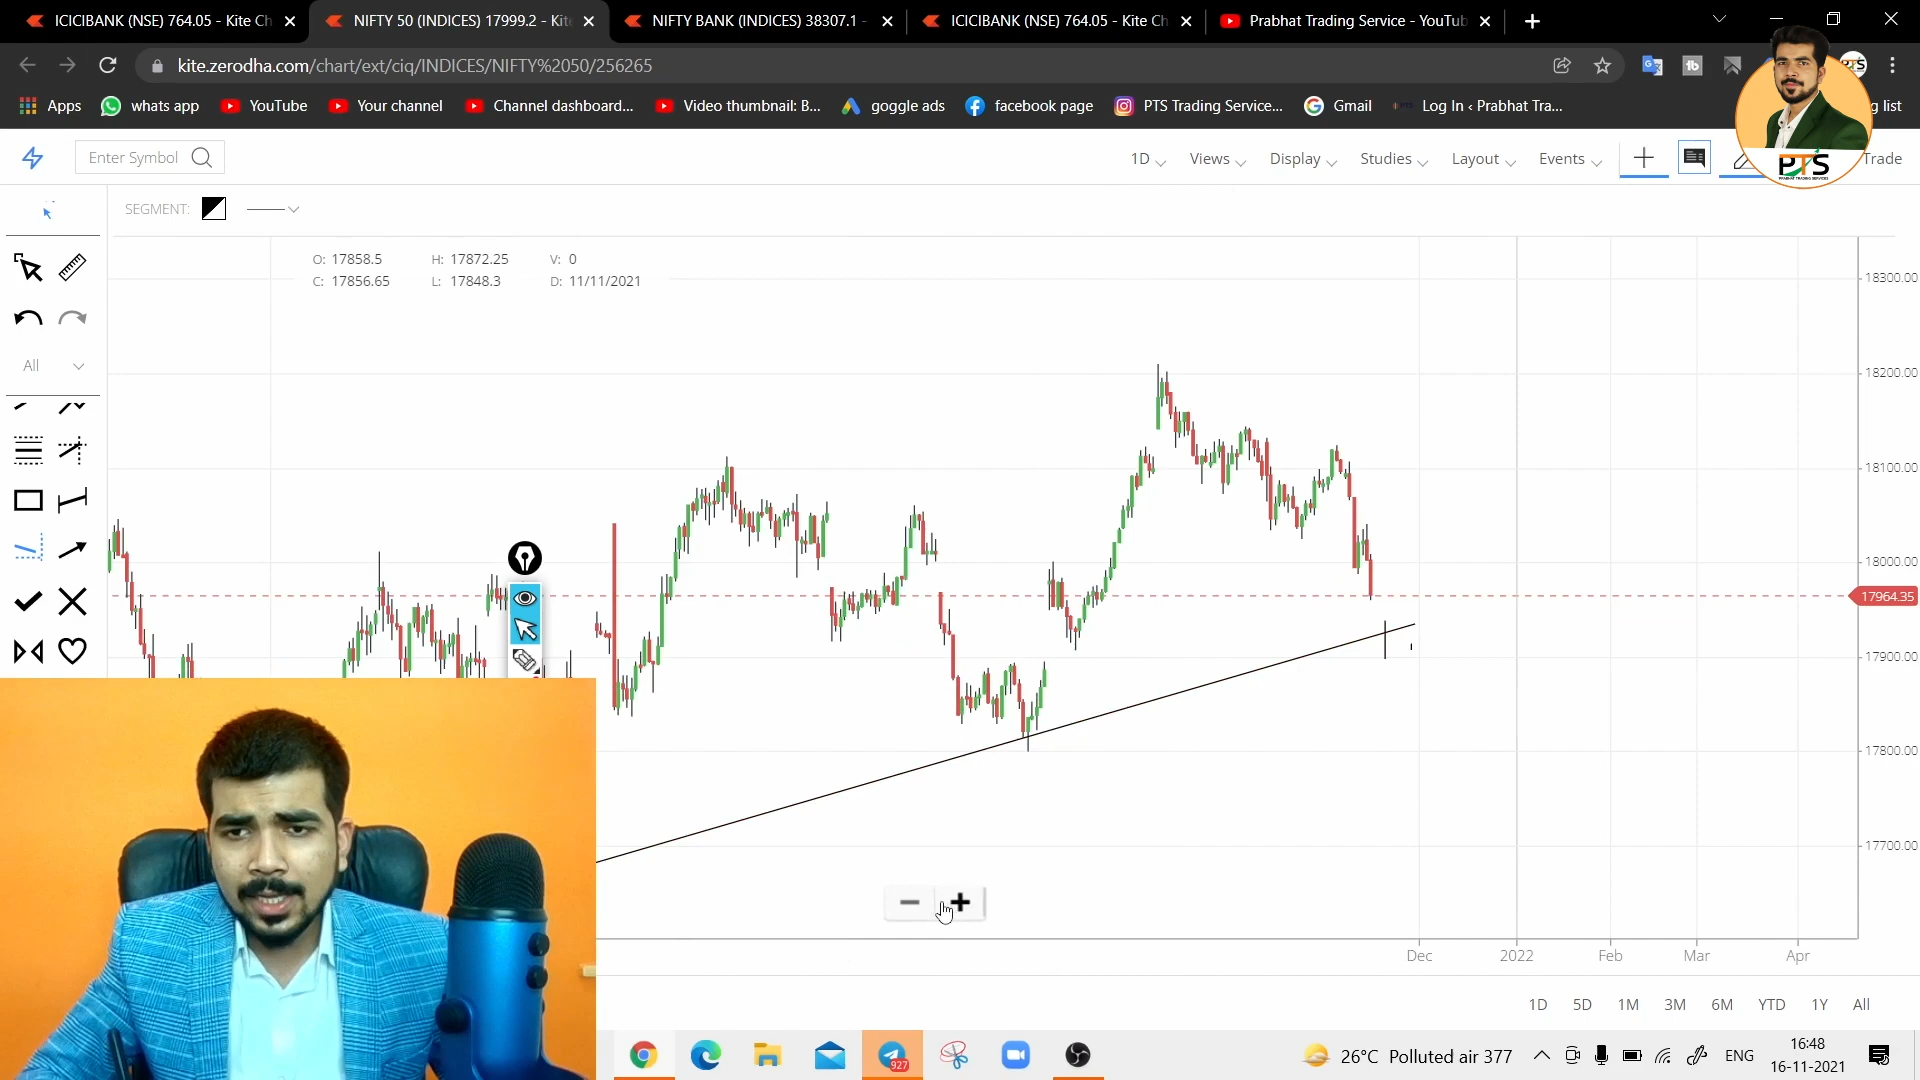 ICICIBANK (NSE) 764.05 - Kite Ch
NIFTY 50 (INDICES) 17999.2 - Kit
NIFTY BANK (INDICES) 38307.1 -
ICICIBANK (NSE) 764.05 - Kite Ch
Prabhat Trading Service - YouTub
kite.zerodha.com/chart/ext/ciq/INDICES/NIFTY%2050/256265
Apps
whats app
YouTube
Your channel
Channel dashboard...
Video thumbnail: B...
goggle ads
facebook page
PTS Trading Service...
Gmail
Log In ‹ Prabhat Tra...
g list
PTS
PRABHAT TRADING SERVICES
Enter Symbol
1D
Views
Display
Studies
Layout
Events
Trade
SEGMENT:
All
O: 17858.5 H: 17872.25 V: 0
C: 17856.65 L: 17848.3 D: 11/11/2021
18300.00
18200.00
18100.00
18000.00
17964.35
17900.00
17800.00
17700.00
Dec 2022 Feb Mar Apr
1D 5D 1M 3M 6M YTD 1Y All
927
26°C Polluted air 377
ENG
16:48
16-11-2021